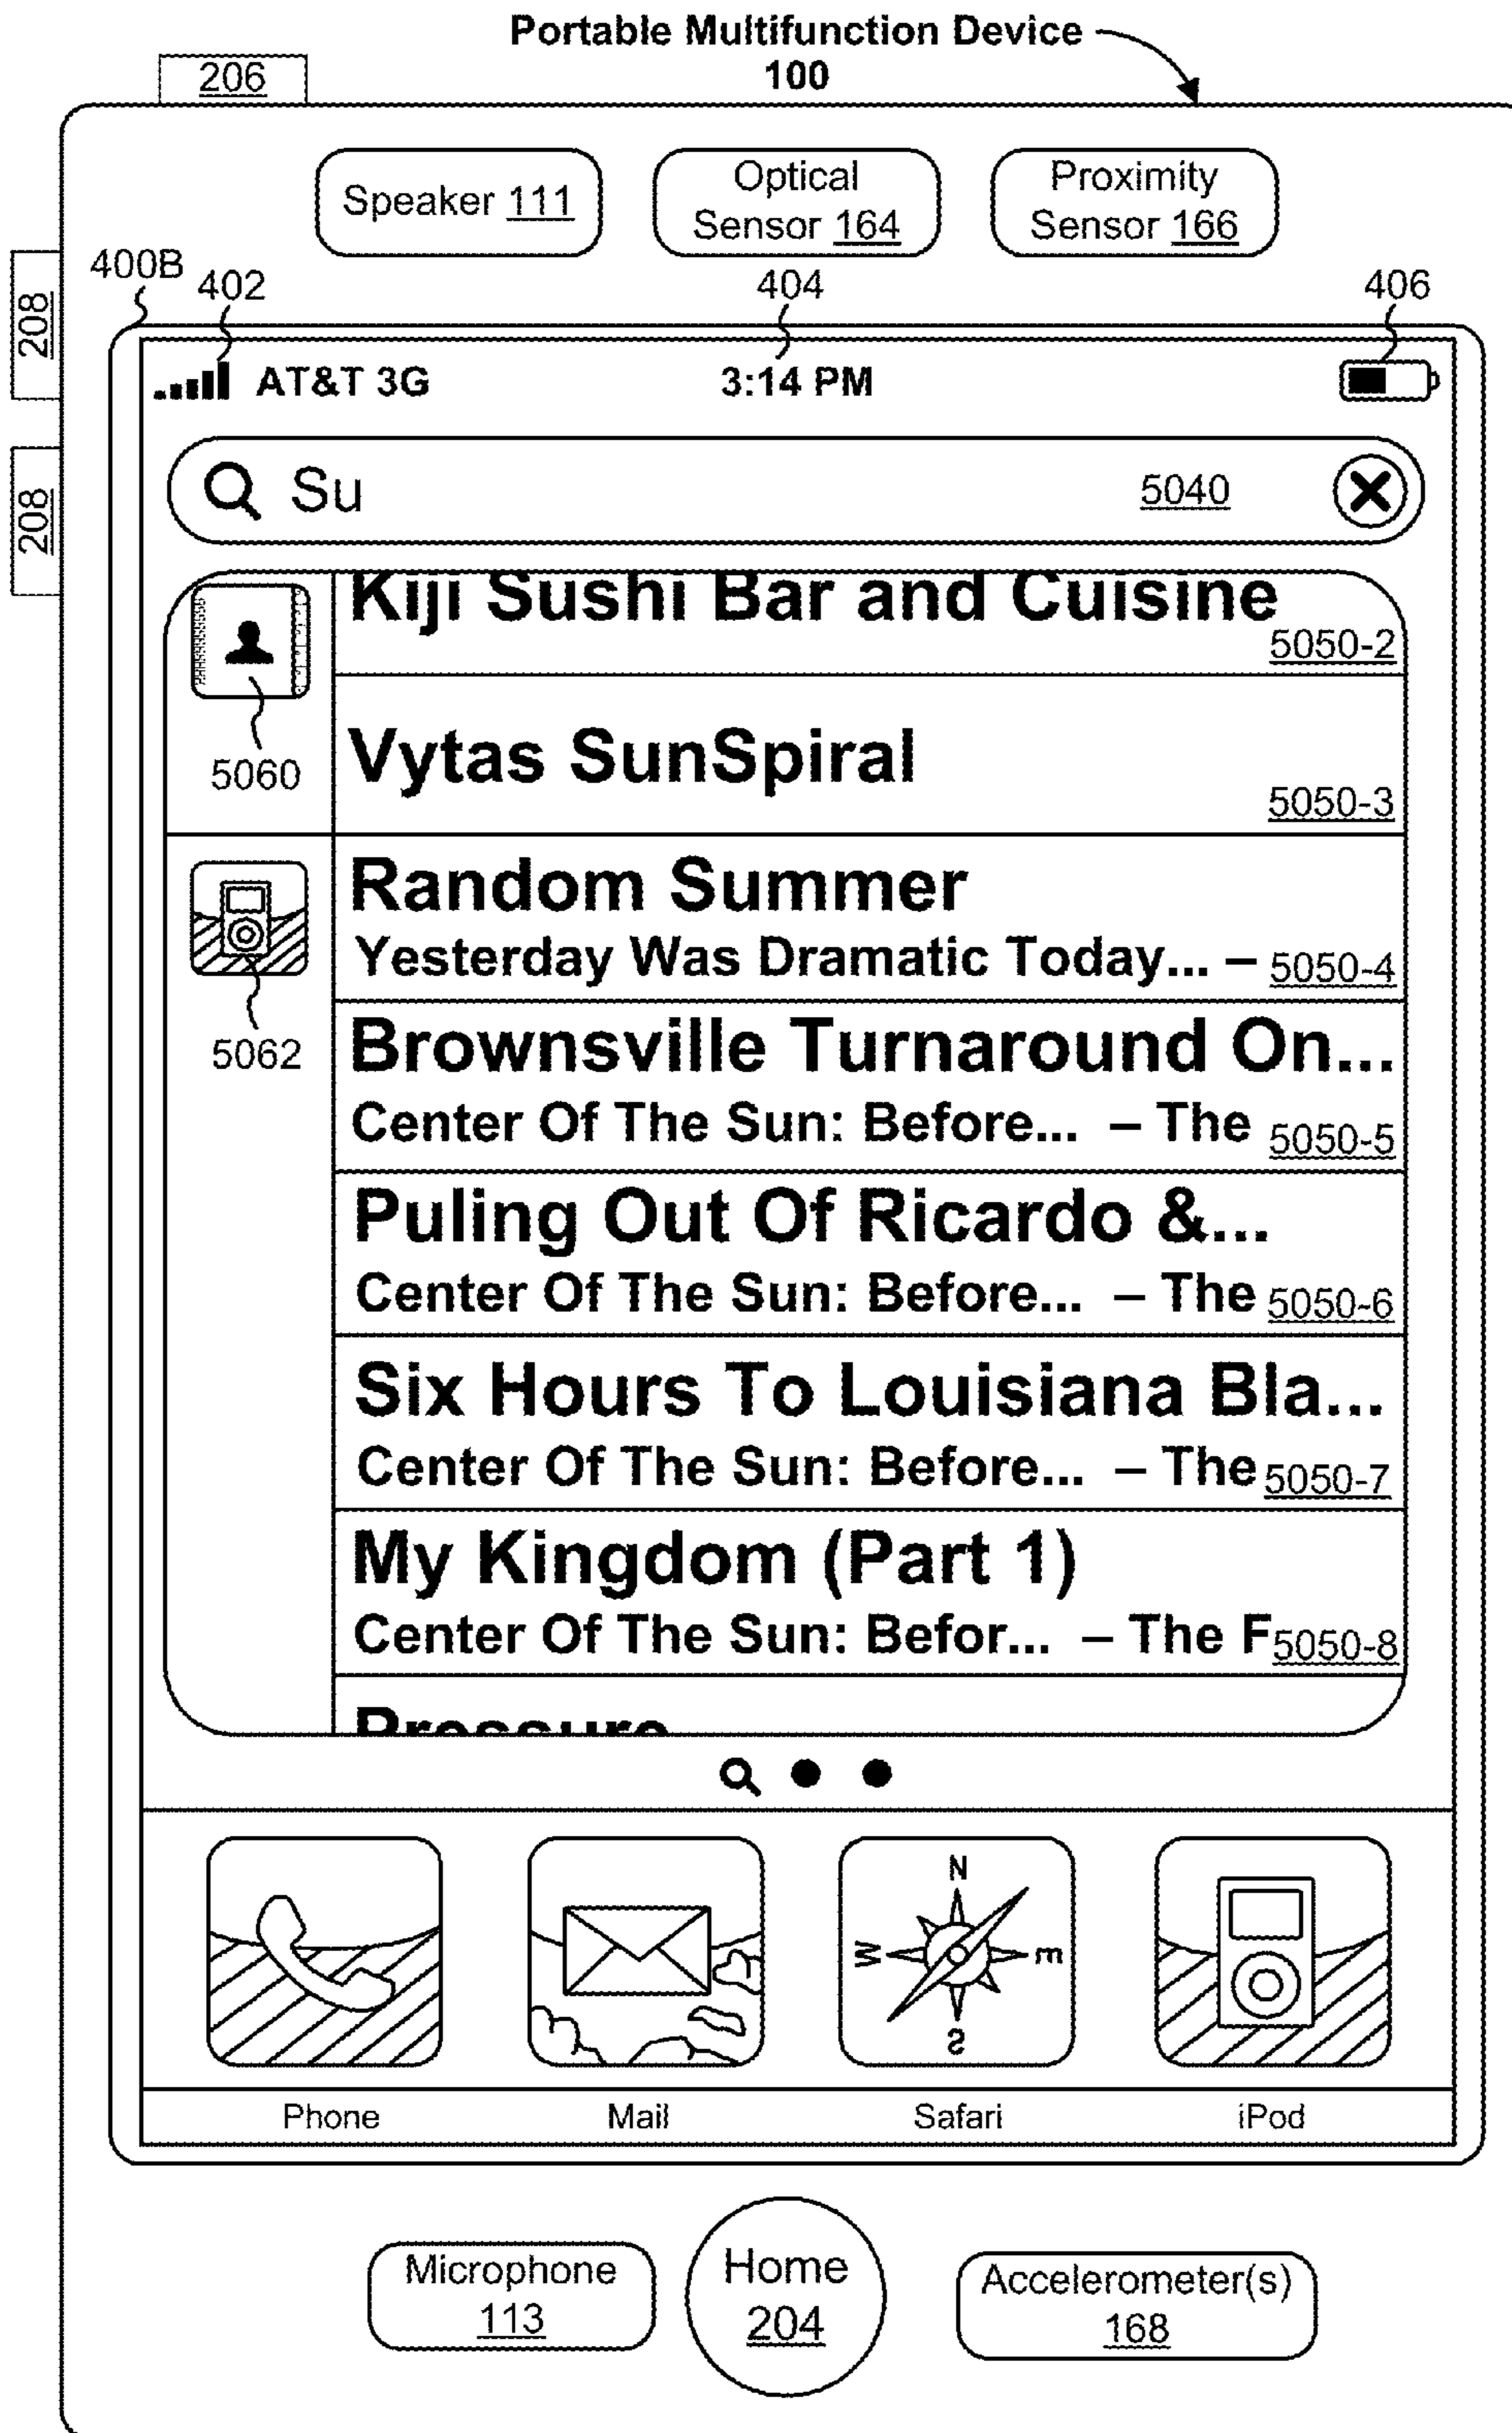 Portable Multifunction Device
100
206
Speaker 111
Optical
Sensor 164
Proximity
Sensor 166
208
208
400B
402
404
406
AT&T 3G
3:14 PM
Su
5040
Kiji Sushi Bar and Cuisine
5050-2
5060
Vytas SunSpiral
5050-3
Random Summer
Yesterday Was Dramatic Today... – 5050-4
5062
Brownsville Turnaround On...
Center Of The Sun: Before... – The 5050-5
Puling Out Of Ricardo &...
Center Of The Sun: Before... – The 5050-6
Six Hours To Louisiana Bla...
Center Of The Sun: Before... – The 5050-7
My Kingdom (Part 1)
Center Of The Sun: Befor... – The F 5050-8
Pressure
N
W
E
S
Phone
Mail
Safari
iPod
Microphone
113
Home
204
Accelerometer(s)
168